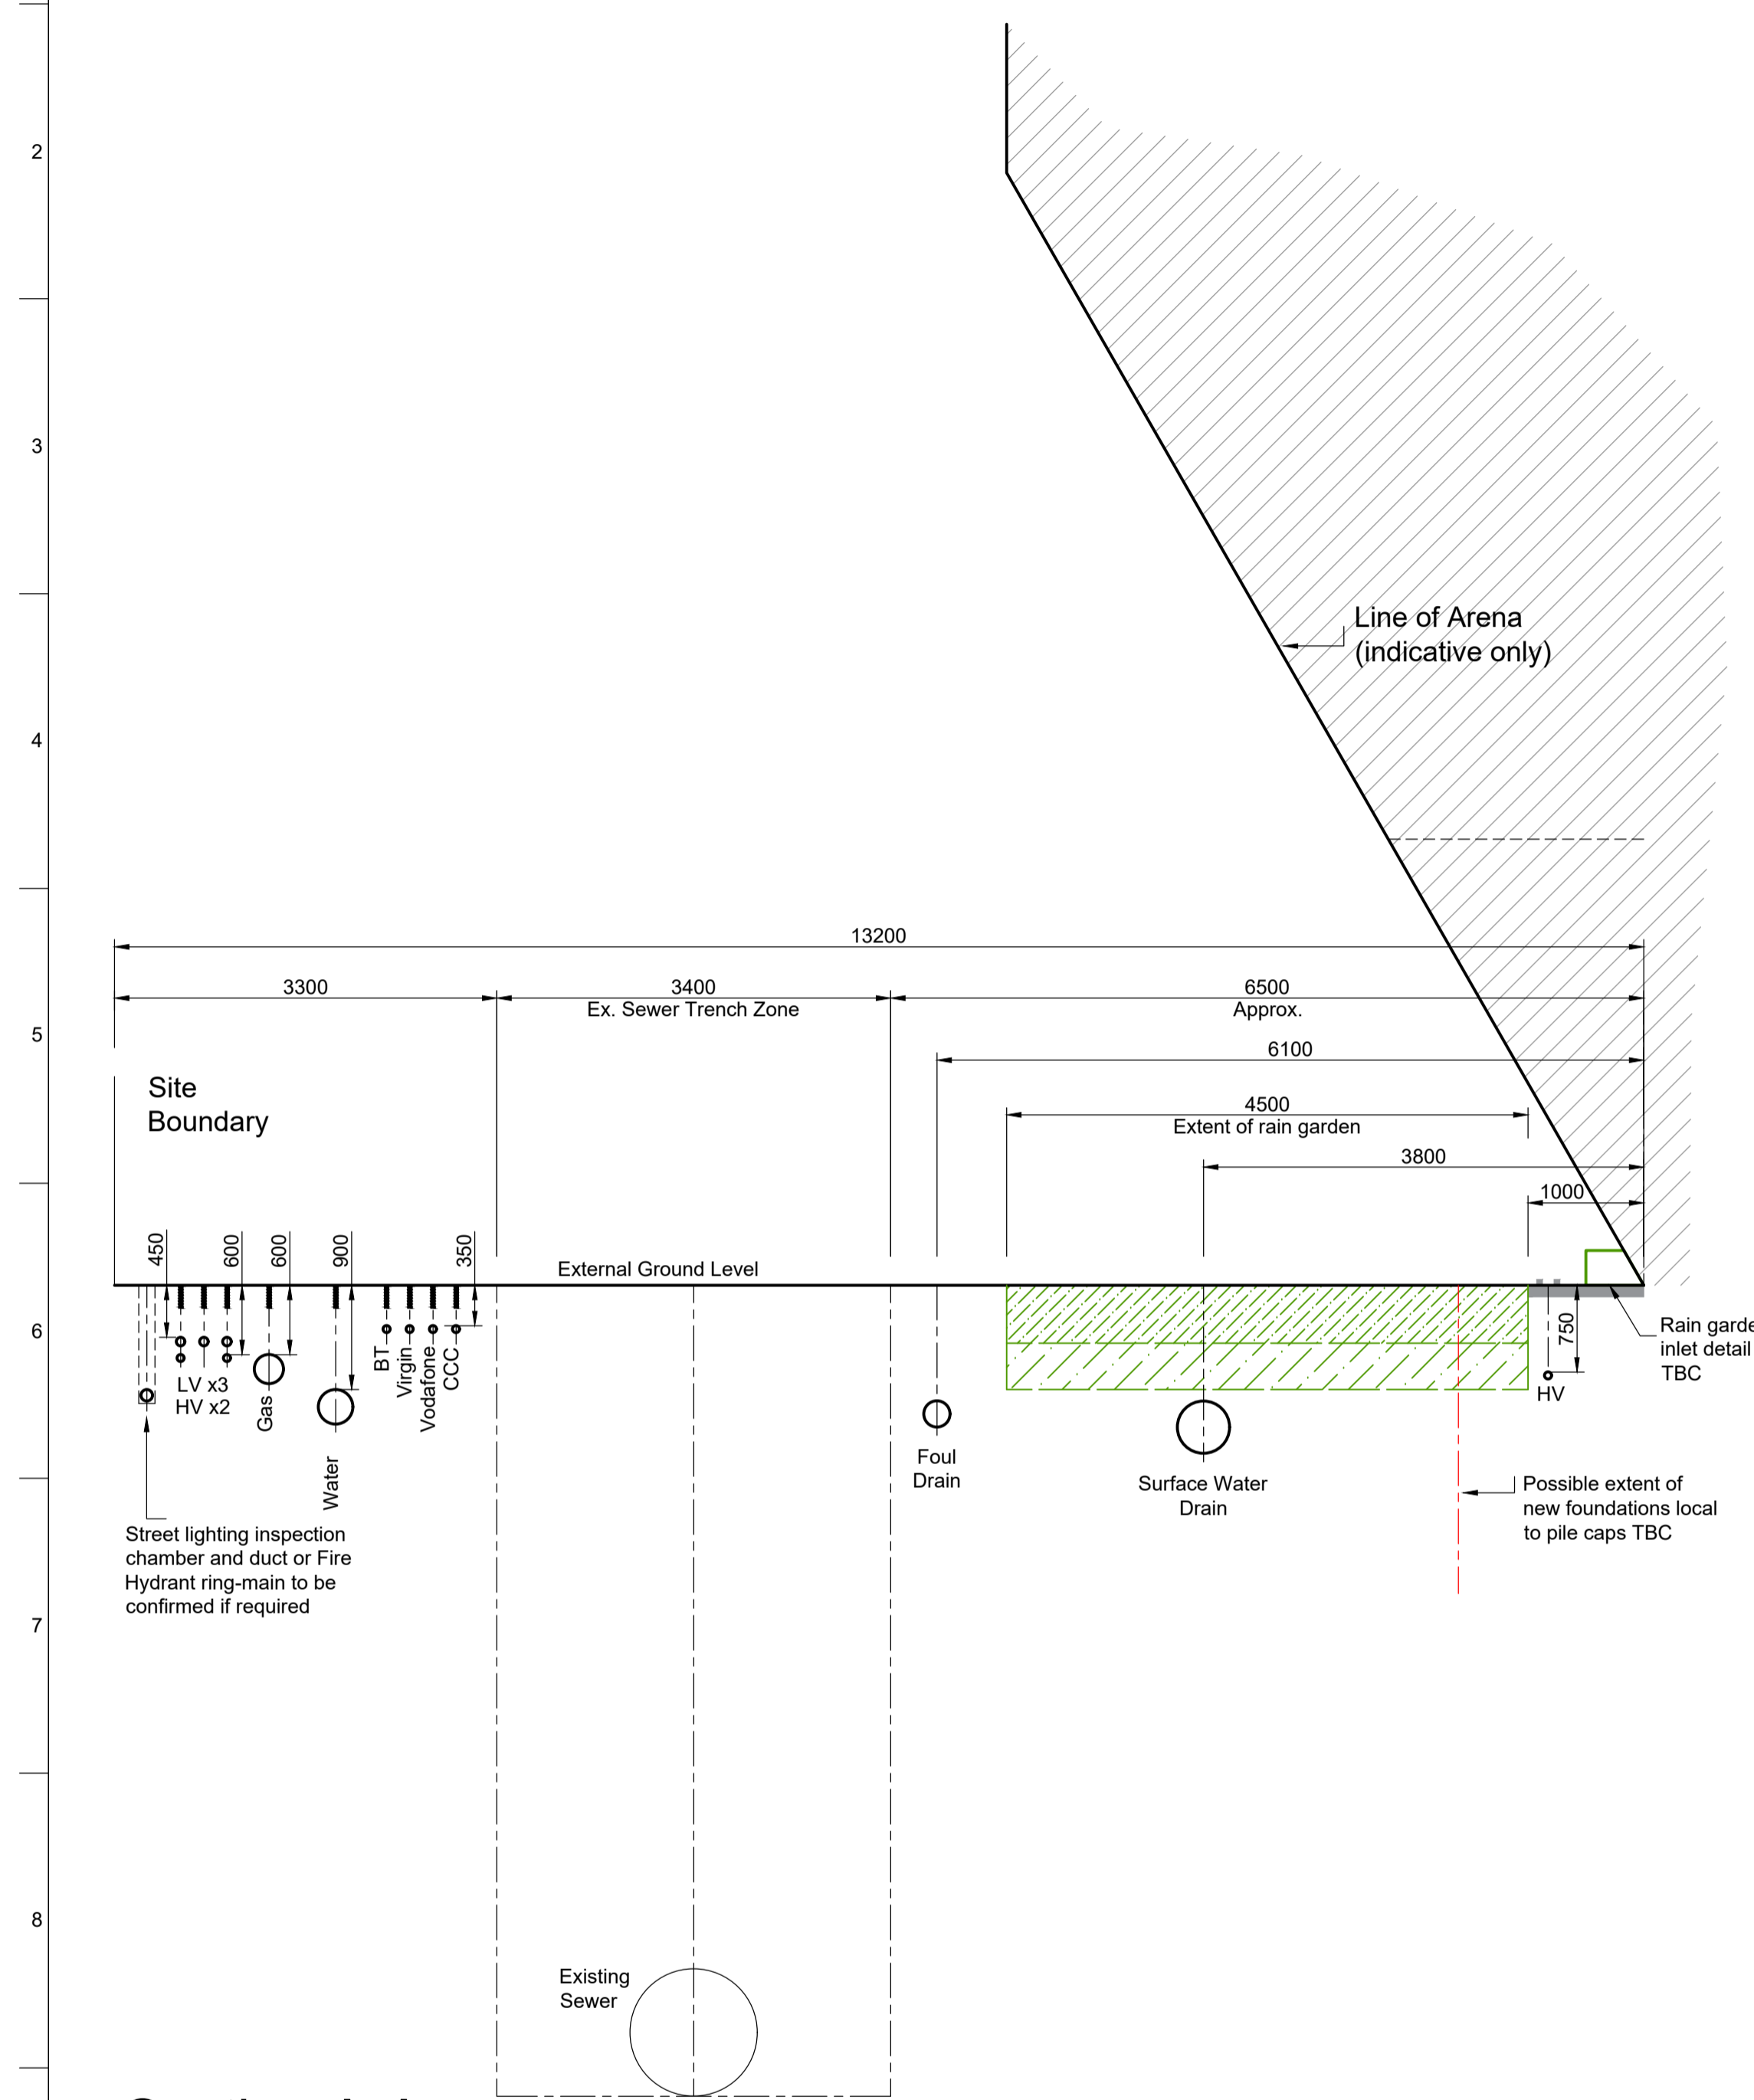 2
3
Line of Arena
(indicative only)
4
13200
3300
3400
6500
Ex. Sewer Trench Zone
Approx.
5
6100
Site
Boundary
4500
Extent of rain garden
3800
1000
450
600
600
900
350
External Ground Level
6
750
Rain garde
inlet detail
TBC
LV x3
HV x2
Gas
Water
BT
Virgin
Vodafone
CCC
HV
Foul
Drain
Surface Water
Drain
Possible extent of
new foundations local
to pile caps TBC
Street lighting inspection
chamber and duct or Fire
Hydrant ring-main to be
confirmed if required
7
8
Existing
Sewer